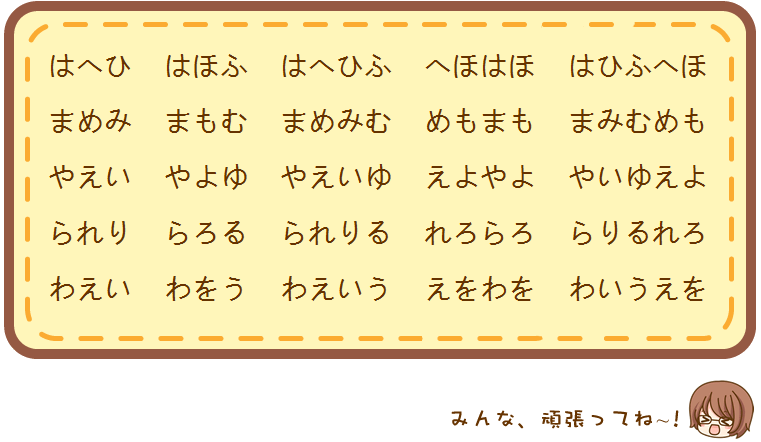 はへひ はほふ はへひふ へほはほ はひふへほ
まめみ まもむ まめみむ めもまも まみむめも
やえい やよゆ やえいゆ えよやよ やいゆえよ
られり らろる られりる れろらろ らりるれろ
わえい わをう わえいう えをわを わいうえを
みんな、頑張ってね~!